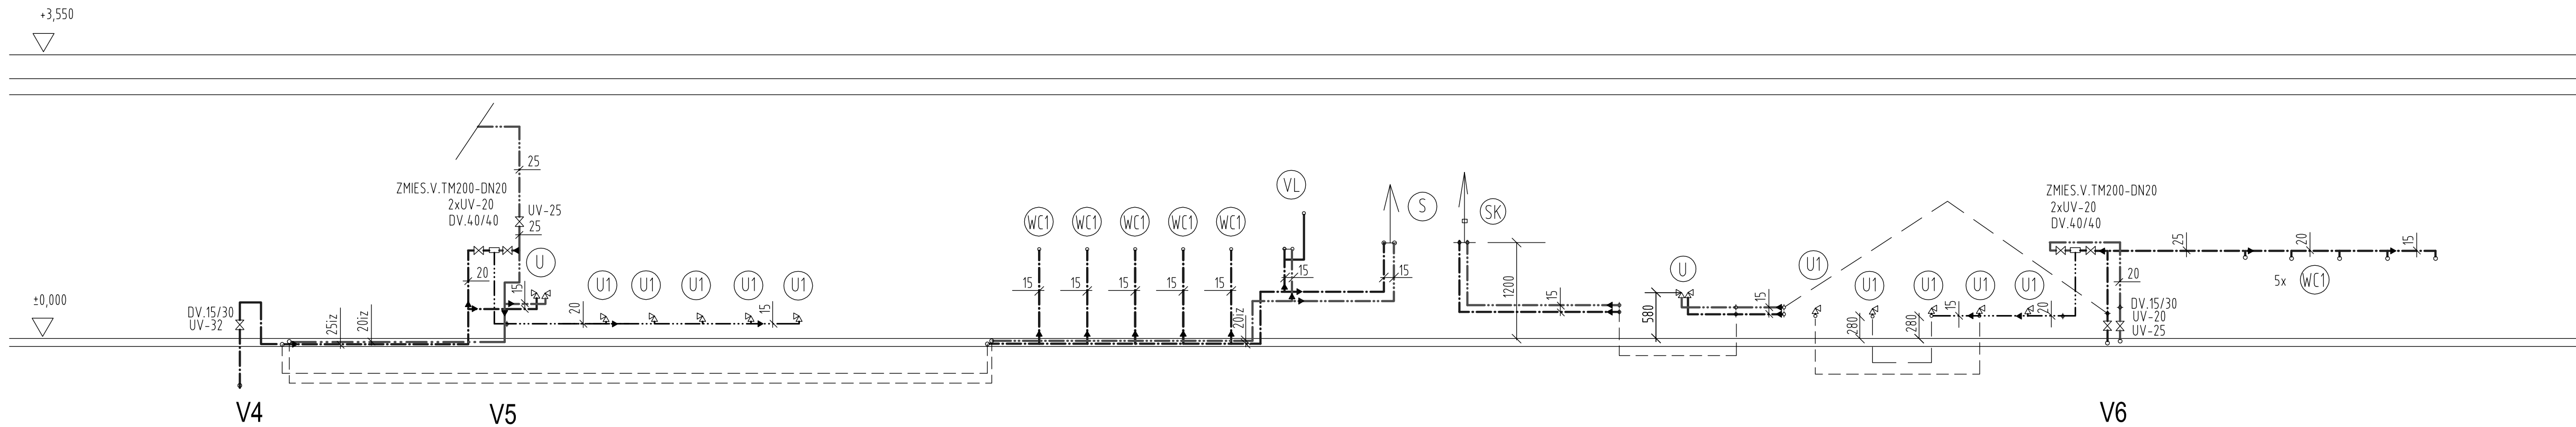 +3,550
ZMIES.V.TM200-DN20
2xUV-20
DV.40/40
25
UV-25
25
20
U
15
U1 U1 U1 U1 U1
20
15
±0,000
DV.15/30
UV-32
25iz
20iz
V4
V5
WC1 WC1 WC1 WC1 WC1
15 15 15 15 15
20iz
VL
15
S
15
SK
1200
15
U
580
15
U1
U1
U1
U1
U1
280
280
15
20
ZMIES.V.TM200-DN20
2xUV-20
DV.40/40
20
DV.15/30
UV-20
UV-25
25
20
15
5x WC1
V6